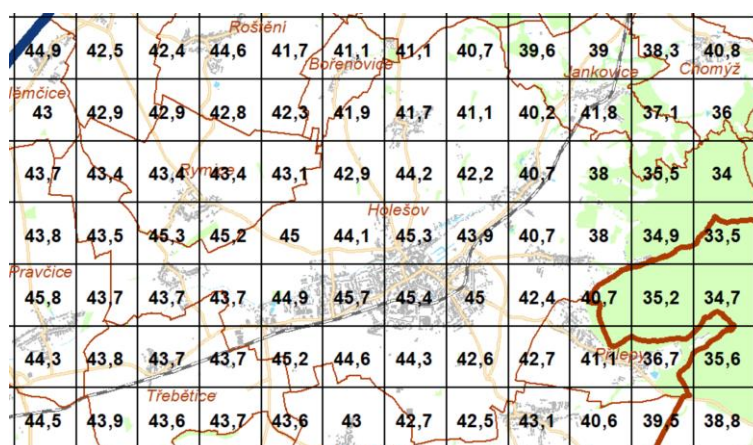 Roštění
44,9 42,5 42,4 44,6 41,7 41,1 41,1 40,7 39,6 39 38,3 40,8
Bořenovice Jankovice Chomýž
43 42,9 42,9 42,8 42,3 41,9 41,7 41,1 40,2 41,8 37,1 36
43,7 43,4 43,4 43,4 43,1 42,9 44,2 42,2 40,7 38 35,5 34
Holešov
43,8 43,5 45,3 45,2 45 44,1 45,3 43,9 40,7 38 34,9 33,5
Pravčice
45,8 43,7 43,7 43,7 44,9 45,7 45,4 45 42,4 40,7 35,2 34,7
44,3 43,8 43,7 43,7 45,2 44,6 44,3 42,6 42,7 41,1 36,7 35,6
Přílepy
Třebětice
44,5 43,9 43,6 43,7 43,6 43 42,7 42,5 43,1 40,6 39,5 38,8